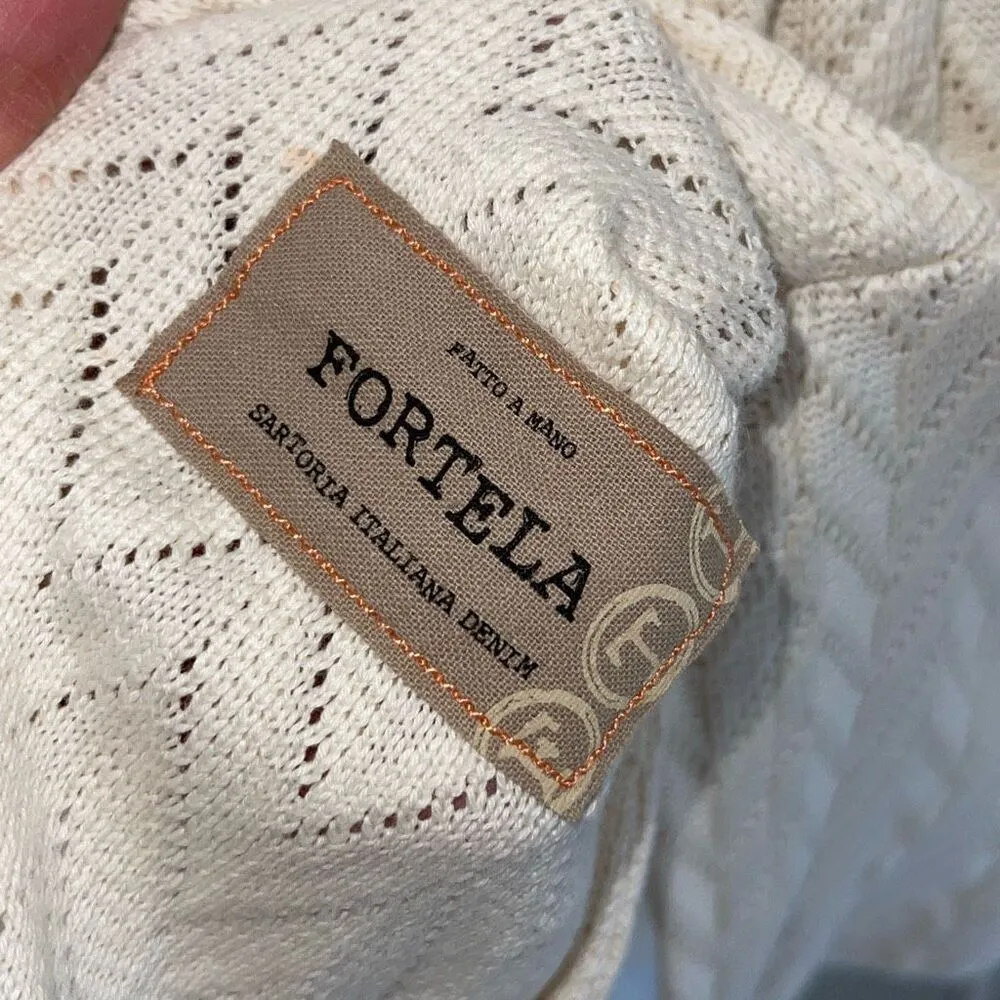 FATTO A MANO
FORTELA
SARTORIA ITALIANA DENIM
T